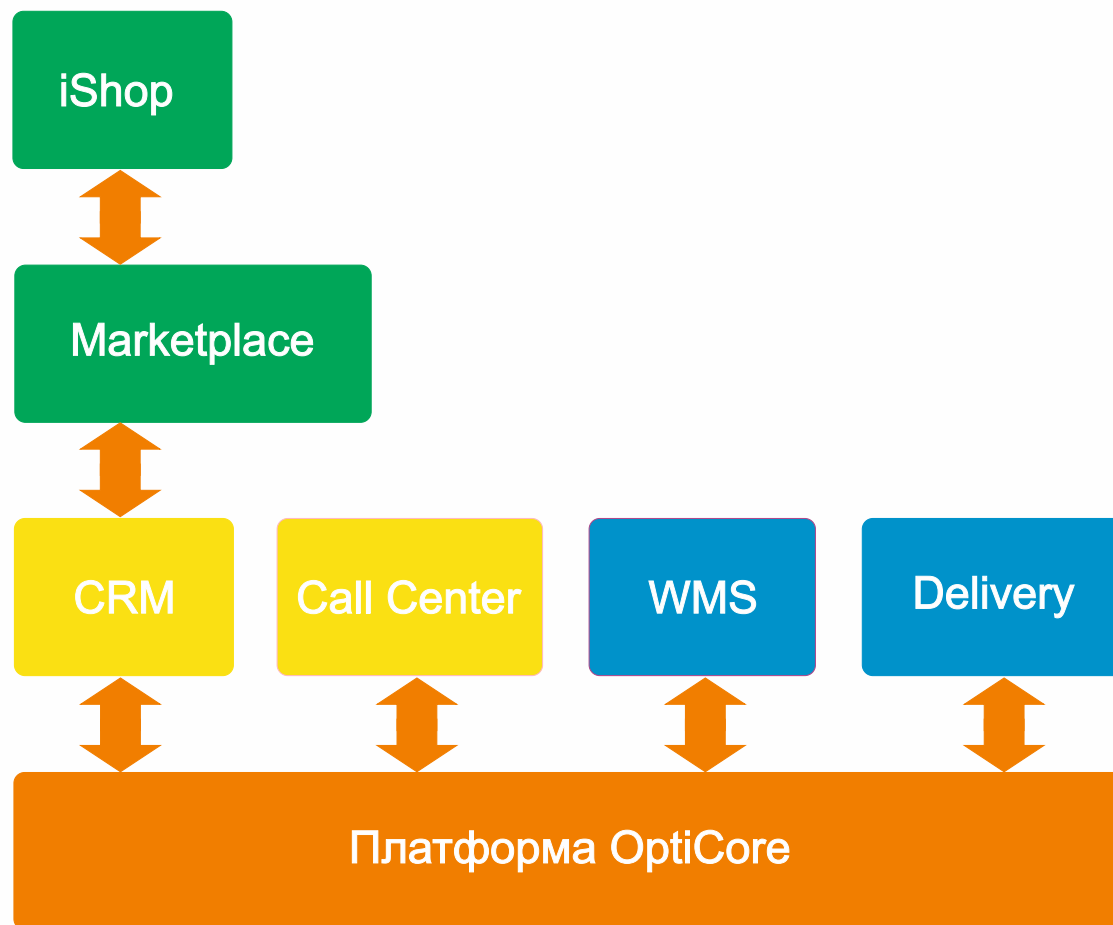 iShop
Marketplace
CRM
Call Center
WMS
Delivery
Платформа OptiCore